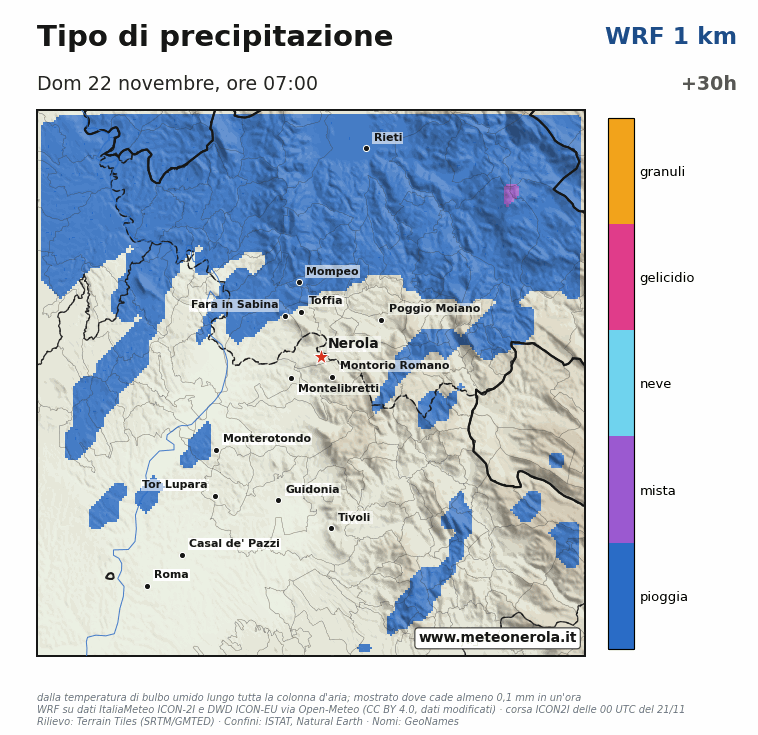 Tipo di precipitazione
WRF 1 km
Dom 22 novembre, ore 07:00
+30h
Rieti
Mompeo
Toffia
Fara in Sabina
Poggio Moiano
Nerola
Montorio Romano
Montelibretti
Monterotondo
Tor Lupara
Guidonia
Tivoli
Casal de' Pazzi
Roma
www.meteonerola.it
granuli
gelicidio
neve
mista
pioggia
dalla temperatura di bulbo umido lungo tutta la colonna d'aria; mostrato dove cade almeno 0,1 mm in un'ora
WRF su dati ItaliaMeteo ICON-2I e DWD ICON-EU via Open-Meteo (CC BY 4.0, dati modificati) · corsa ICON2I delle 00 UTC del 21/11
Rilievo: Terrain Tiles (SRTM/GMTED) · Confini: ISTAT, Natural Earth · Nomi: GeoNames